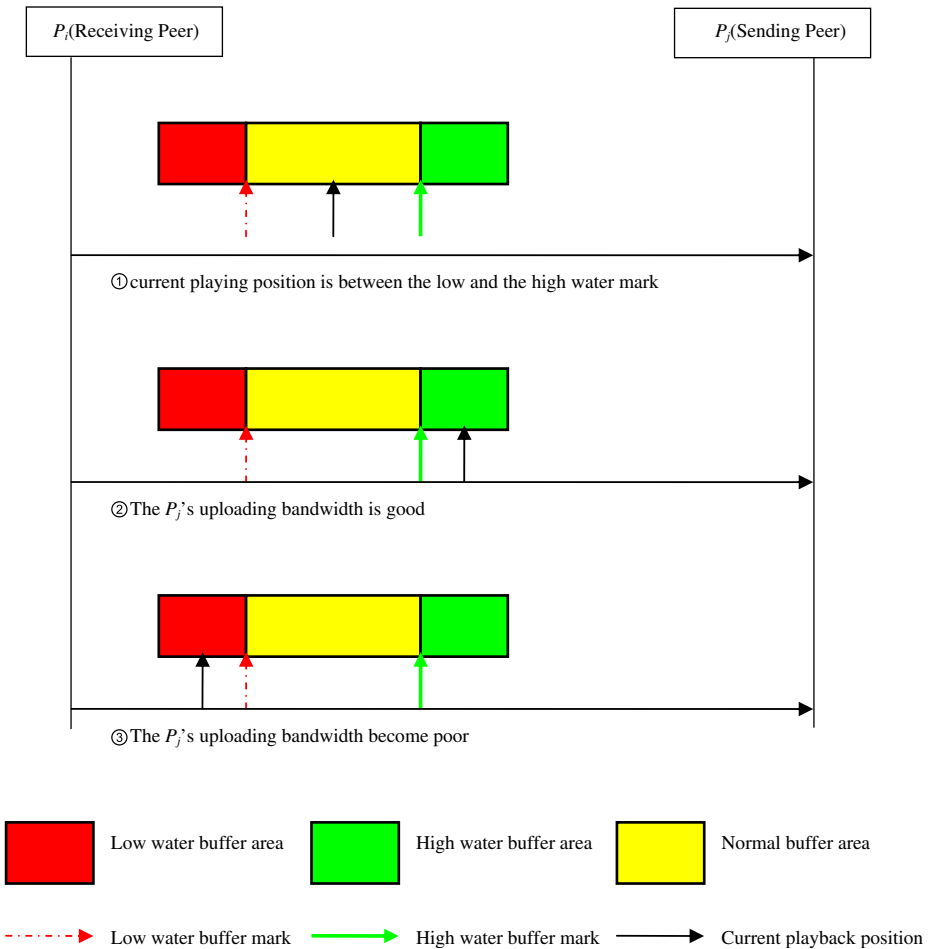 Pi(Receiving Peer)
Pj(Sending Peer)
①current playing position is between the low and the high water mark
②The Pj’s uploading bandwidth is good
③The Pj’s uploading bandwidth become poor
Low water buffer area
High water buffer area
Normal buffer area
Low water buffer mark
High water buffer mark
Current playback position